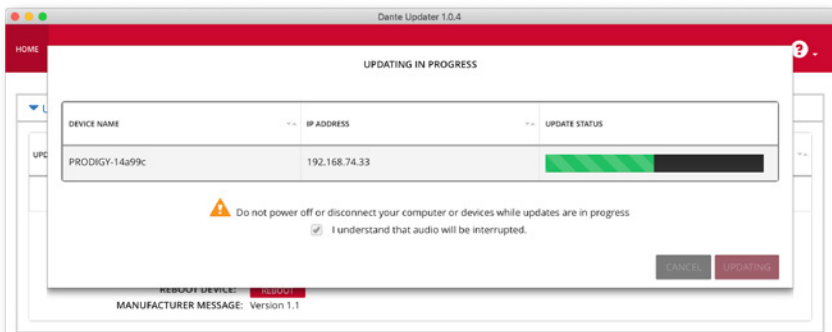 Dante Updater 1.0.4
HOME
?
UPDATING IN PROGRESS
DEVICE NAME IP ADDRESS UPDATE STATUS
PRODIGY-14a99c 192.168.74.33
Do not power off or disconnect your computer or devices while updates are in progress
I understand that audio will be interrupted.
CANCEL UPDATING
REBOOT DEVICE: REBOOT
MANUFACTURER MESSAGE: Version 1.1